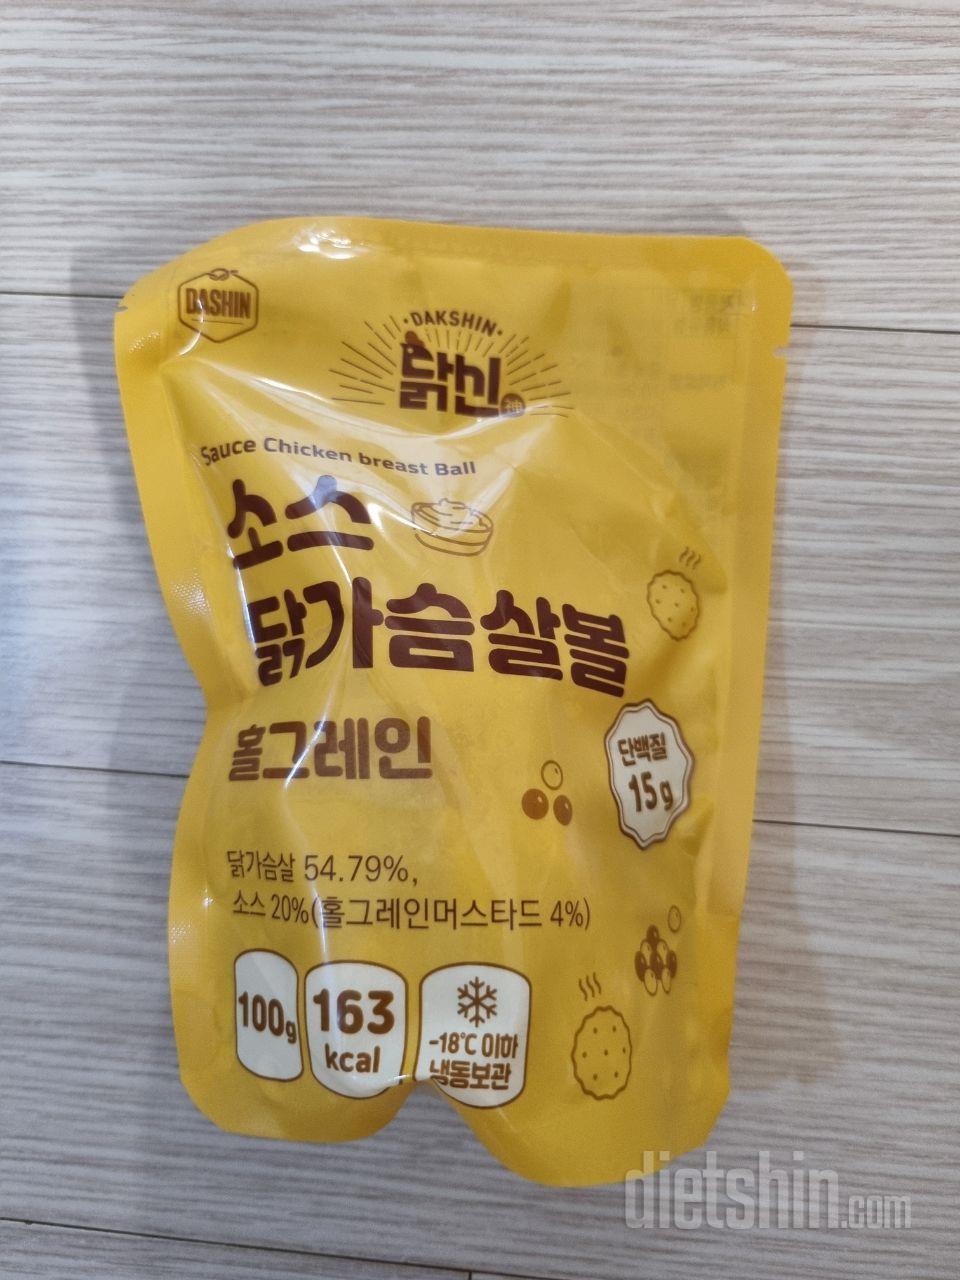 DASHIN
DAKSHIN
닭신
神
Sauce Chicken breast Ball
소스
닭가슴살볼
홀그레인
단백질
15g
닭가슴살 54.79%,
소스 20%(홀그레인머스타드 4%)
100g
163
kcal
-18℃ 이하
냉동보관
dietshin.com